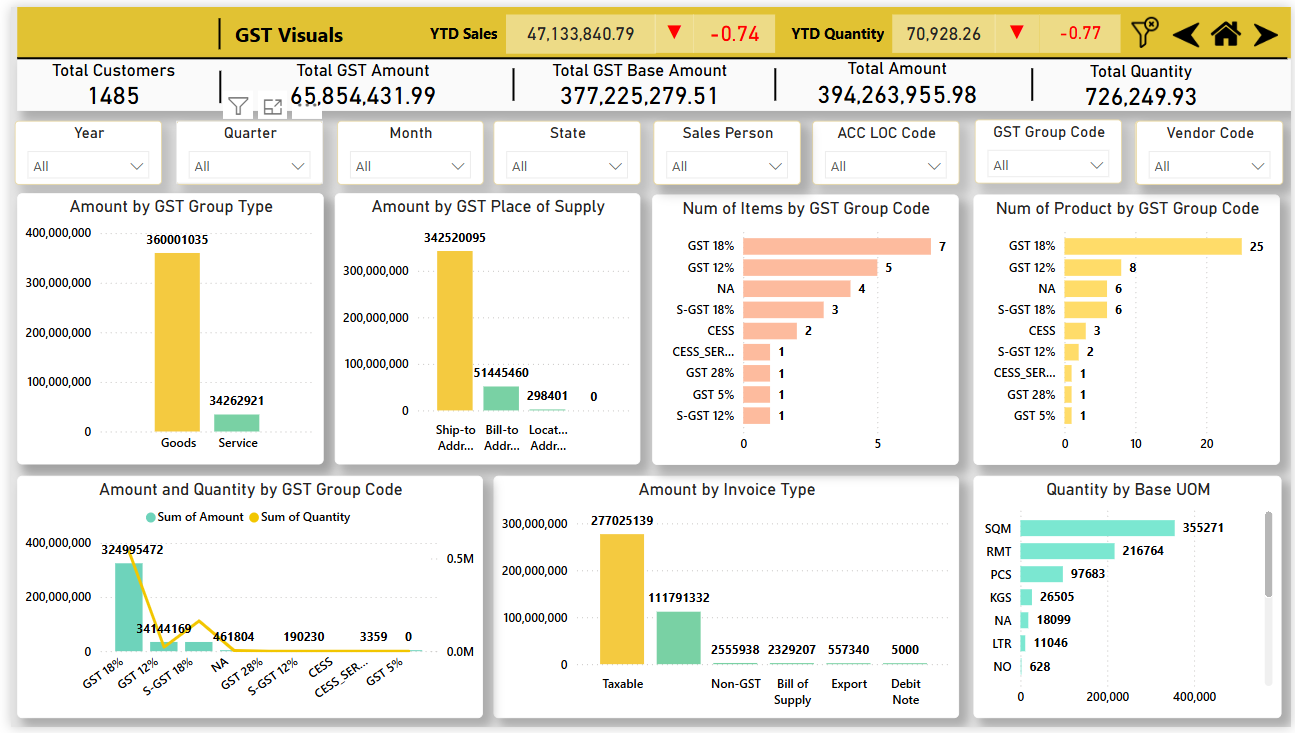 GST Visuals
YTD Sales 47,133,840.79 ▼ -0.74
YTD Quantity 70,928.26 ▼ -0.77
Total Customers
1485
Total GST Amount
65,854,431.99
Total GST Base Amount
377,225,279.51
Total Amount
394,263,955.98
Total Quantity
726,249.93
Year
All
Quarter
All
Month
All
State
All
Sales Person
All
ACC LOC Code
All
GST Group Code
All
Vendor Code
All
Amount by GST Group Type
400,000,000
300,000,000
200,000,000
100,000,000
0
360001035
34262921
Goods
Service
Amount by GST Place of Supply
300,000,000
200,000,000
100,000,000
0
342520095
51445460
298401
0
Ship-to
Addr...
Bill-to
Addr...
Locat...
Addr...
Num of Items by GST Group Code
GST 18% 7
GST 12% 5
NA 4
S-GST 18% 3
CESS 2
CESS_SER... 1
GST 28% 1
GST 5% 1
S-GST 12% 1
0 5
Num of Product by GST Group Code
GST 18% 25
GST 12% 8
NA 6
S-GST 18% 6
CESS 3
S-GST 12% 2
CESS_SER... 1
GST 28% 1
GST 5% 1
0 10 20
Amount and Quantity by GST Group Code
Sum of Amount Sum of Quantity
400,000,000
200,000,000
0
324995472
34144169
461804
190230
3359
0
0.5M
0.0M
GST 18%
GST 12%
S-GST 18%
NA
GST 28%
S-GST 12%
CESS
CESS_SER...
GST 5%
Amount by Invoice Type
300,000,000
200,000,000
100,000,000
0
277025139
111791332
2555938
2329207
557340
5000
Taxable
Non-GST
Bill of
Supply
Export
Debit
Note
Quantity by Base UOM
SQM 355271
RMT 216764
PCS 97683
KGS 26505
NA 18099
LTR 11046
NO 628
0 200,000 400,000